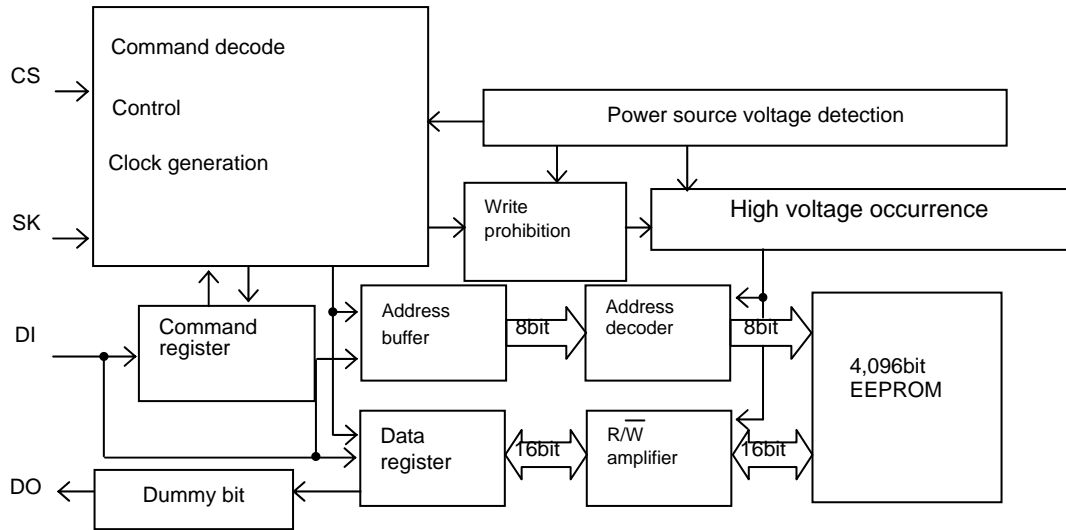 Command decode
CS
Control
Power source voltage detection
Clock generation
SK
Write
prohibition
High voltage occurrence
DI
Command
register
Address
buffer
8bit
Address
decoder
8bit
4,096bit
EEPROM
Data
register
16bit
R/W̅
amplifier
16bit
DO
Dummy bit